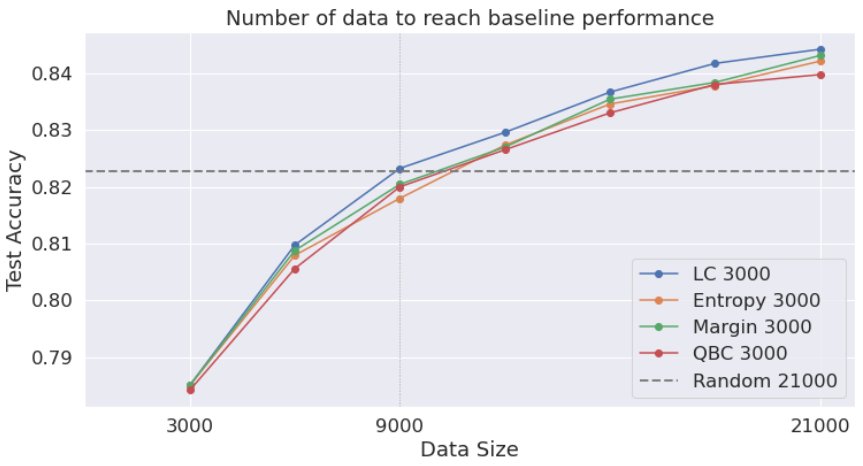 Number of data to reach baseline performance
Test Accuracy
0.84
0.83
0.82
0.81
0.80
0.79
LC 3000
Entropy 3000
Margin 3000
QBC 3000
Random 21000
3000 9000 21000
Data Size